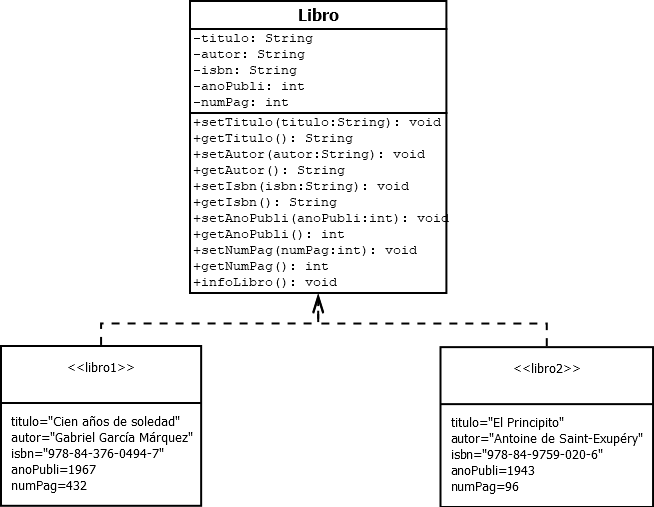 Libro
-titulo: String
-autor: String
-isbn: String
-anoPubli: int
-numPag: int
+setTitulo(titulo:String): void
+getTitulo(): String
+setAutor(autor:String): void
+getAutor(): String
+setIsbn(isbn:String): void
+getIsbn(): String
+setAnoPubli(anoPubli:int): void
+getAnoPubli(): int
+setNumPag(numPag:int): void
+getNumPag(): int
+infoLibro(): void
<<libro1>>
titulo="Cien años de soledad"
autor="Gabriel García Márquez"
isbn="978-84-376-0494-7"
anoPubli=1967
numPag=432
<<libro2>>
titulo="El Principito"
autor="Antoine de Saint-Exupéry"
isbn="978-84-9759-020-6"
anoPubli=1943
numPag=96